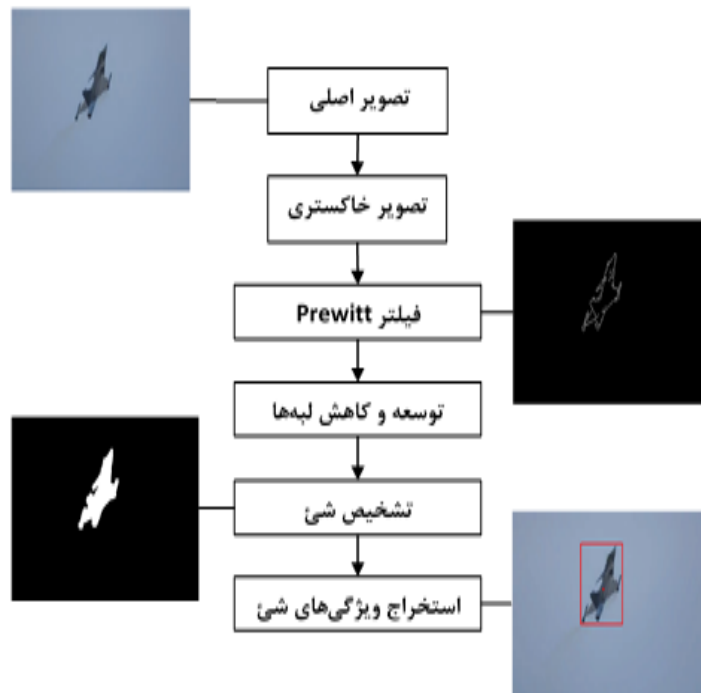 تصویر اصلی
تصویر خاکستری
فیلتر Prewitt
توسعه و کاهش لبه‌ها
تشخیص شئ
استخراج ویژگی‌های شئ